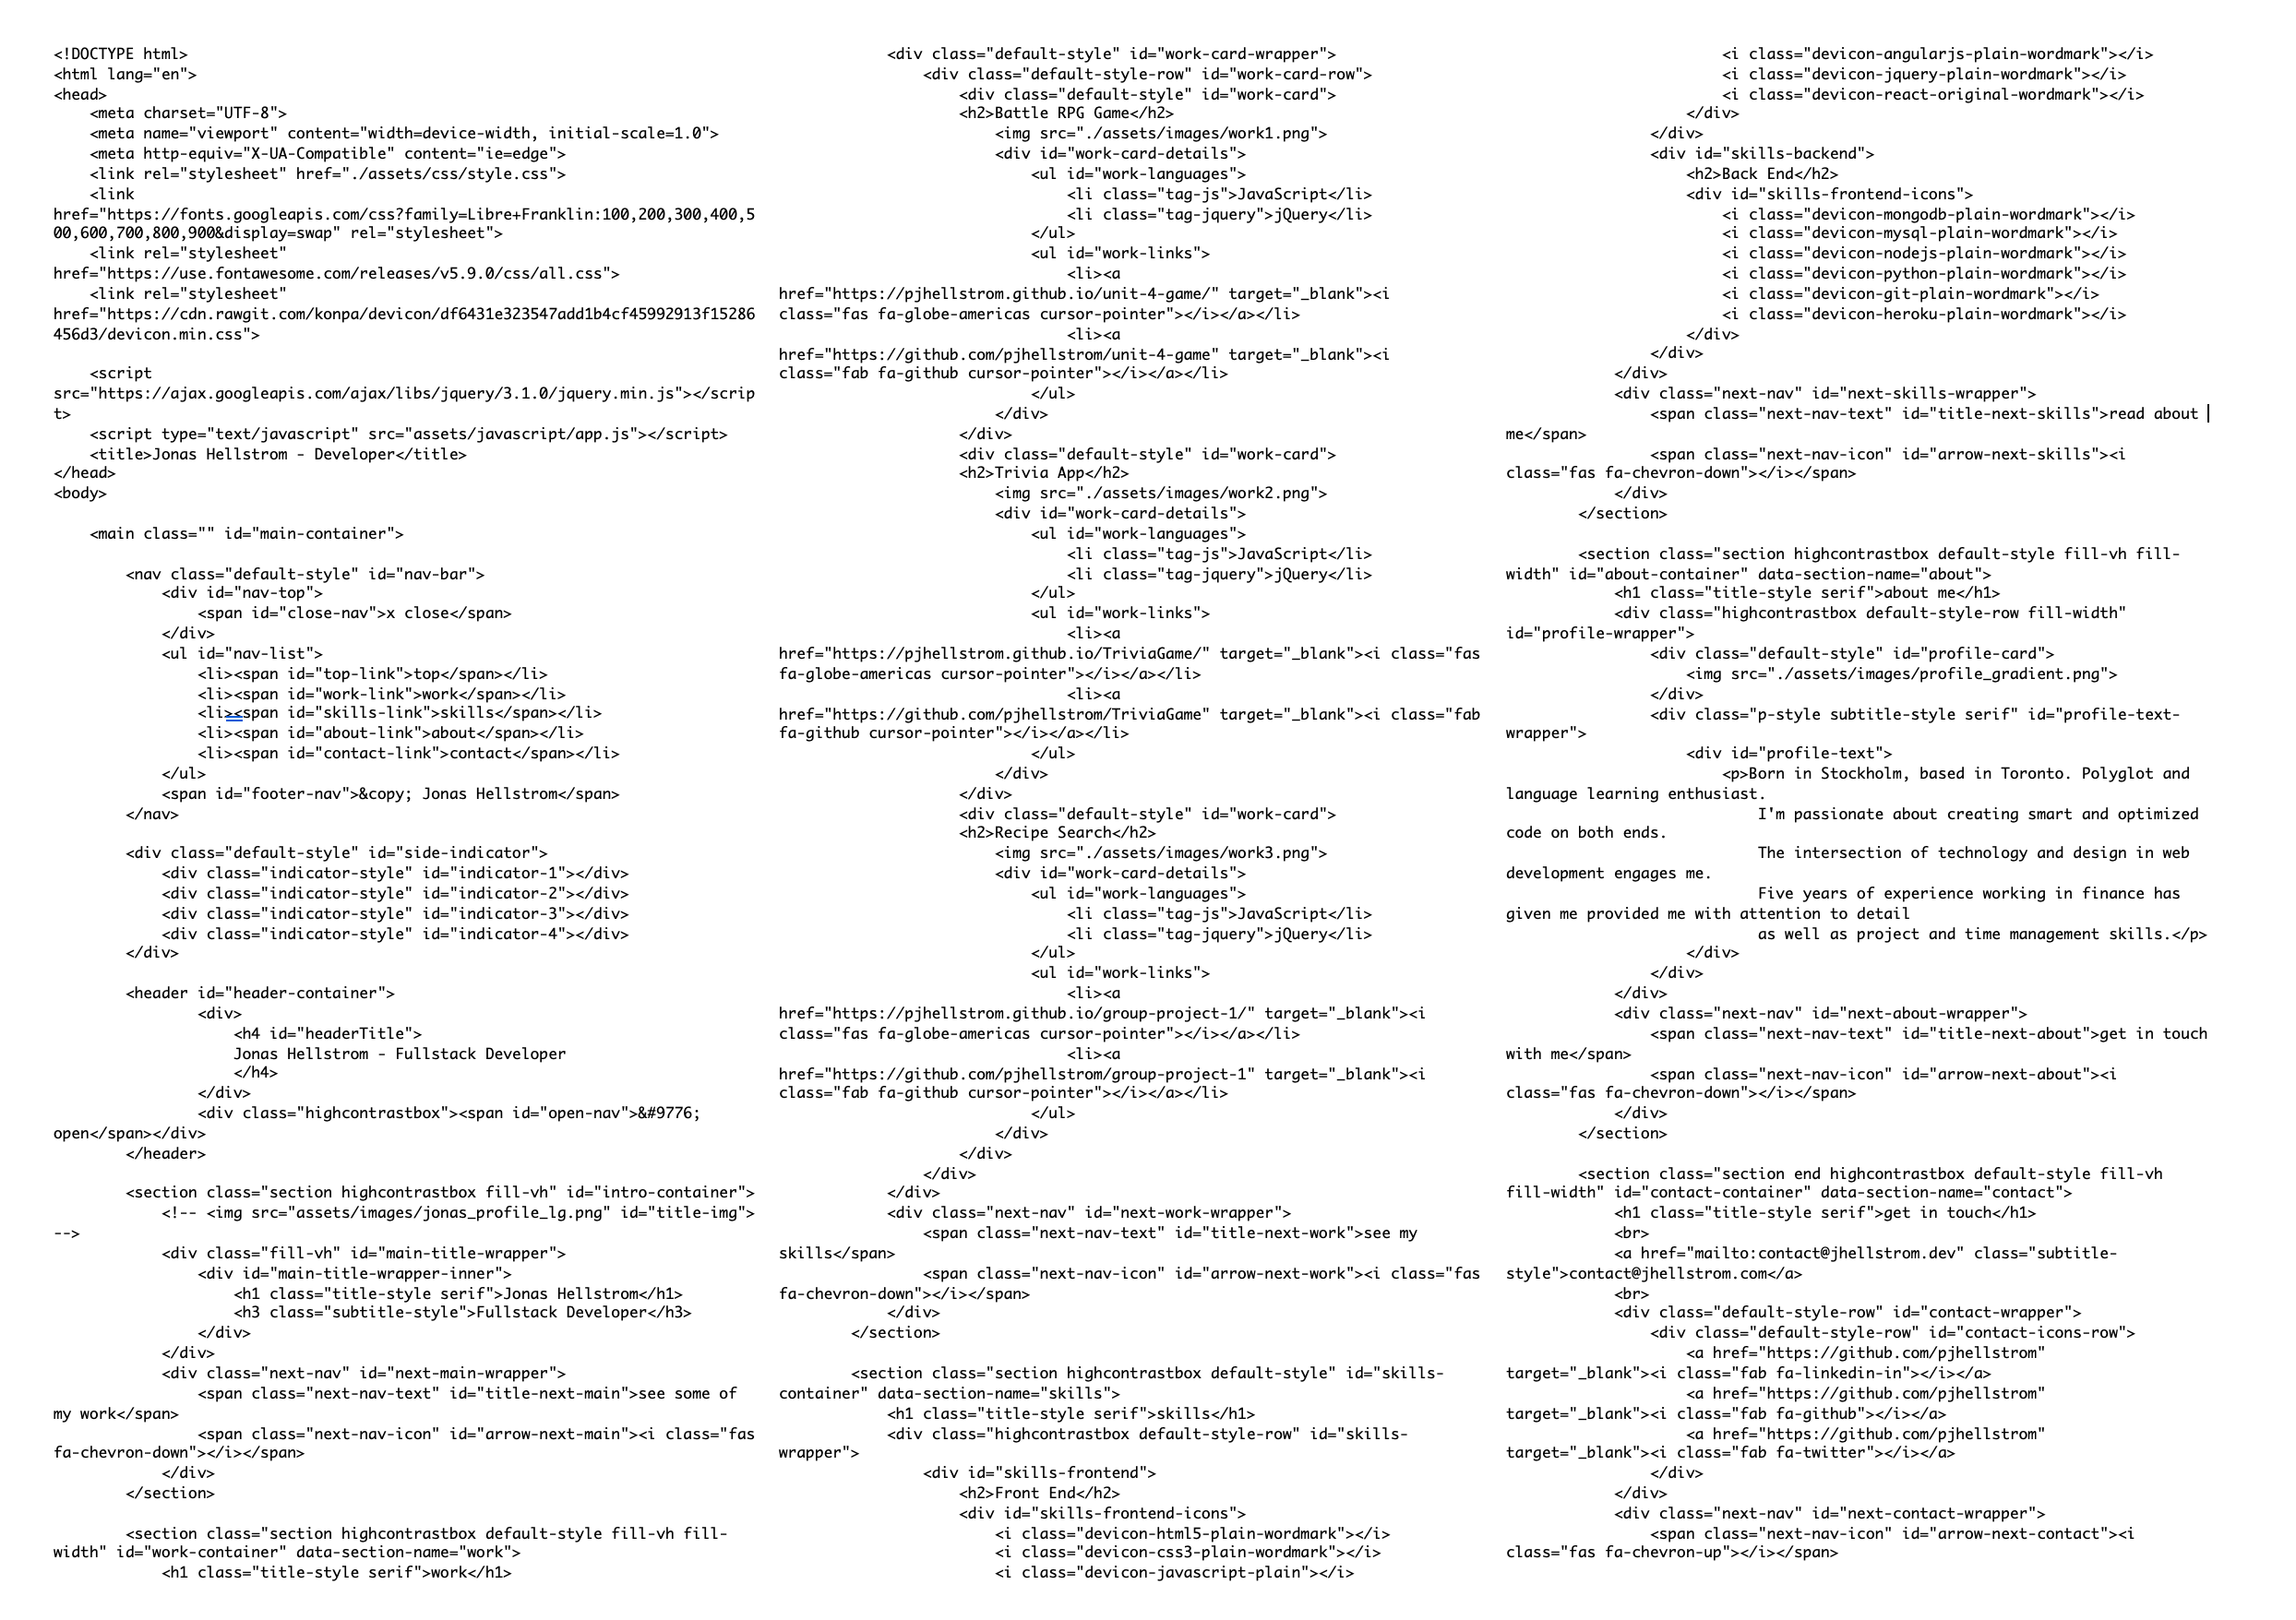 <!DOCTYPE html>
<html lang="en">
<head>
    <meta charset="UTF-8">
    <meta name="viewport" content="width=device-width, initial-scale=1.0">
    <meta http-equiv="X-UA-Compatible" content="ie=edge">
    <link rel="stylesheet" href="./assets/css/style.css">
    <link
href="https://fonts.googleapis.com/css?family=Libre+Franklin:100,200,300,400,5
00,600,700,800,900&display=swap" rel="stylesheet">
    <link rel="stylesheet"
href="https://use.fontawesome.com/releases/v5.9.0/css/all.css">
    <link rel="stylesheet"
href="https://cdn.rawgit.com/konpa/devicon/df6431e323547add1b4cf45992913f15286
456d3/devicon.min.css">

    <script
src="https://ajax.googleapis.com/ajax/libs/jquery/3.1.0/jquery.min.js"></scrip
t>
    <script type="text/javascript" src="assets/javascript/app.js"></script>
    <title>Jonas Hellstrom - Developer</title>
</head>
<body>

    <main class="" id="main-container">

        <nav class="default-style" id="nav-bar">
            <div id="nav-top">
                <span id="close-nav">x close</span>
            </div>
            <ul id="nav-list">
                <li><span id="top-link">top</span></li>
                <li><span id="work-link">work</span></li>
                <li><span id="skills-link">skills</span></li>
                <li><span id="about-link">about</span></li>
                <li><span id="contact-link">contact</span></li>
            </ul>
            <span id="footer-nav">&copy; Jonas Hellstrom</span>
        </nav>

        <div class="default-style" id="side-indicator">
            <div class="indicator-style" id="indicator-1"></div>
            <div class="indicator-style" id="indicator-2"></div>
            <div class="indicator-style" id="indicator-3"></div>
            <div class="indicator-style" id="indicator-4"></div>
        </div>

        <header id="header-container">
                <div>
                    <h4 id="headerTitle">
                    Jonas Hellstrom - Fullstack Developer
                    </h4>
                </div>
                <div class="highcontrastbox"><span id="open-nav">&#9776;
open</span></div>
        </header>

        <section class="section highcontrastbox fill-vh" id="intro-container">
            <!-- <img src="assets/images/jonas_profile_lg.png" id="title-img">
-->
            <div class="fill-vh" id="main-title-wrapper">
                <div id="main-title-wrapper-inner">
                    <h1 class="title-style serif">Jonas Hellstrom</h1>
                    <h3 class="subtitle-style">Fullstack Developer</h3>
                </div>
            </div>
            <div class="next-nav" id="next-main-wrapper">
                <span class="next-nav-text" id="title-next-main">see some of
my work</span>
                <span class="next-nav-icon" id="arrow-next-main"><i class="fas
fa-chevron-down"></i></span>
            </div>
        </section>

        <section class="section highcontrastbox default-style fill-vh fill-
width" id="work-container" data-section-name="work">
            <h1 class="title-style serif">work</h1>
            <div class="default-style" id="work-card-wrapper">
                <div class="default-style-row" id="work-card-row">
                    <div class="default-style" id="work-card">
                    <h2>Battle RPG Game</h2>
                        <img src="./assets/images/work1.png">
                        <div id="work-card-details">
                            <ul id="work-languages">
                                <li class="tag-js">JavaScript</li>
                                <li class="tag-jquery">jQuery</li>
                            </ul>
                            <ul id="work-links">
                                <li><a
href="https://pjhellstrom.github.io/unit-4-game/" target="_blank"><i
class="fas fa-globe-americas cursor-pointer"></i></a></li>
                                <li><a
href="https://github.com/pjhellstrom/unit-4-game" target="_blank"><i
class="fab fa-github cursor-pointer"></i></a></li>
                            </ul>
                        </div>
                    </div>
                    <div class="default-style" id="work-card">
                    <h2>Trivia App</h2>
                        <img src="./assets/images/work2.png">
                        <div id="work-card-details">
                            <ul id="work-languages">
                                <li class="tag-js">JavaScript</li>
                                <li class="tag-jquery">jQuery</li>
                            </ul>
                            <ul id="work-links">
                                <li><a
href="https://pjhellstrom.github.io/TriviaGame/" target="_blank"><i class="fas
fa-globe-americas cursor-pointer"></i></a></li>
                                <li><a
href="https://github.com/pjhellstrom/TriviaGame" target="_blank"><i class="fab
fa-github cursor-pointer"></i></a></li>
                            </ul>
                        </div>
                    </div>
                    <div class="default-style" id="work-card">
                    <h2>Recipe Search</h2>
                        <img src="./assets/images/work3.png">
                        <div id="work-card-details">
                            <ul id="work-languages">
                                <li class="tag-js">JavaScript</li>
                                <li class="tag-jquery">jQuery</li>
                            </ul>
                            <ul id="work-links">
                                <li><a
href="https://pjhellstrom.github.io/group-project-1/" target="_blank"><i
class="fas fa-globe-americas cursor-pointer"></i></a></li>
                                <li><a
href="https://github.com/pjhellstrom/group-project-1" target="_blank"><i
class="fab fa-github cursor-pointer"></i></a></li>
                            </ul>
                        </div>
                    </div>
                </div>
            </div>
            <div class="next-nav" id="next-work-wrapper">
                <span class="next-nav-text" id="title-next-work">see my
skills</span>
                <span class="next-nav-icon" id="arrow-next-work"><i class="fas
fa-chevron-down"></i></span>
            </div>
        </section>

        <section class="section highcontrastbox default-style" id="skills-
container" data-section-name="skills">
            <h1 class="title-style serif">skills</h1>
            <div class="highcontrastbox default-style-row" id="skills-
wrapper">
                <div id="skills-frontend">
                    <h2>Front End</h2>
                    <div id="skills-frontend-icons">
                        <i class="devicon-html5-plain-wordmark"></i>
                        <i class="devicon-css3-plain-wordmark"></i>
                        <i class="devicon-javascript-plain"></i>
                        <i class="devicon-angularjs-plain-wordmark"></i>
                        <i class="devicon-jquery-plain-wordmark"></i>
                        <i class="devicon-react-original-wordmark"></i>
                    </div>
                </div>
                <div id="skills-backend">
                    <h2>Back End</h2>
                    <div id="skills-frontend-icons">
                        <i class="devicon-mongodb-plain-wordmark"></i>
                        <i class="devicon-mysql-plain-wordmark"></i>
                        <i class="devicon-nodejs-plain-wordmark"></i>
                        <i class="devicon-python-plain-wordmark"></i>
                        <i class="devicon-git-plain-wordmark"></i>
                        <i class="devicon-heroku-plain-wordmark"></i>
                    </div>
                </div>
            </div>
            <div class="next-nav" id="next-skills-wrapper">
                <span class="next-nav-text" id="title-next-skills">read about
me</span>
                <span class="next-nav-icon" id="arrow-next-skills"><i
class="fas fa-chevron-down"></i></span>
            </div>
        </section>

        <section class="section highcontrastbox default-style fill-vh fill-
width" id="about-container" data-section-name="about">
            <h1 class="title-style serif">about me</h1>
            <div class="highcontrastbox default-style-row fill-width"
id="profile-wrapper">
                <div class="default-style" id="profile-card">
                    <img src="./assets/images/profile_gradient.png">
                </div>
                <div class="p-style subtitle-style serif" id="profile-text-
wrapper">
                    <div id="profile-text">
                        <p>Born in Stockholm, based in Toronto. Polyglot and
language learning enthusiast.
                            I'm passionate about creating smart and optimized
code on both ends.
                            The intersection of technology and design in web
development engages me.
                            Five years of experience working in finance has
given me provided me with attention to detail
                            as well as project and time management skills.</p>
                    </div>
                </div>
            </div>
            <div class="next-nav" id="next-about-wrapper">
                <span class="next-nav-text" id="title-next-about">get in touch
with me</span>
                <span class="next-nav-icon" id="arrow-next-about"><i
class="fas fa-chevron-down"></i></span>
            </div>
        </section>

        <section class="section end highcontrastbox default-style fill-vh
fill-width" id="contact-container" data-section-name="contact">
            <h1 class="title-style serif">get in touch</h1>
            <br>
            <a href="mailto:contact@jhellstrom.dev" class="subtitle-
style">contact@jhellstrom.com</a>
            <br>
            <div class="default-style-row" id="contact-wrapper">
                <div class="default-style-row" id="contact-icons-row">
                    <a href="https://github.com/pjhellstrom"
target="_blank"><i class="fab fa-linkedin-in"></i></a>
                    <a href="https://github.com/pjhellstrom"
target="_blank"><i class="fab fa-github"></i></a>
                    <a href="https://github.com/pjhellstrom"
target="_blank"><i class="fab fa-twitter"></i></a>
                </div>
            </div>
            <div class="next-nav" id="next-contact-wrapper">
                <span class="next-nav-icon" id="arrow-next-contact"><i
class="fas fa-chevron-up"></i></span>